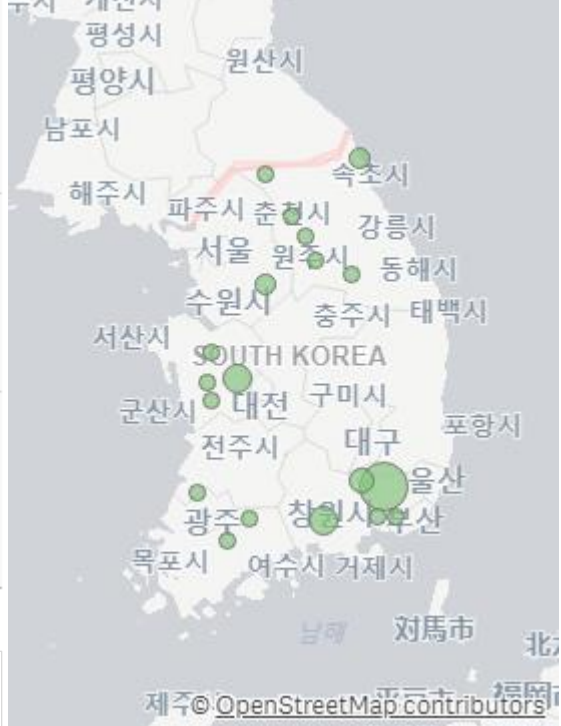 개천시
평성시
원산시
평양시
남포시
속초시
해주시
파주시
춘천시
강릉시
서울
원주시
동해시
수원시
충주시
태백시
서산시
SOUTH KOREA
구미시
대전
군산시
포항시
대구
전주시
울산
창원시
부산
광주
목포시
여수시
거제시
남해
対馬市
© OpenStreetMap contributors